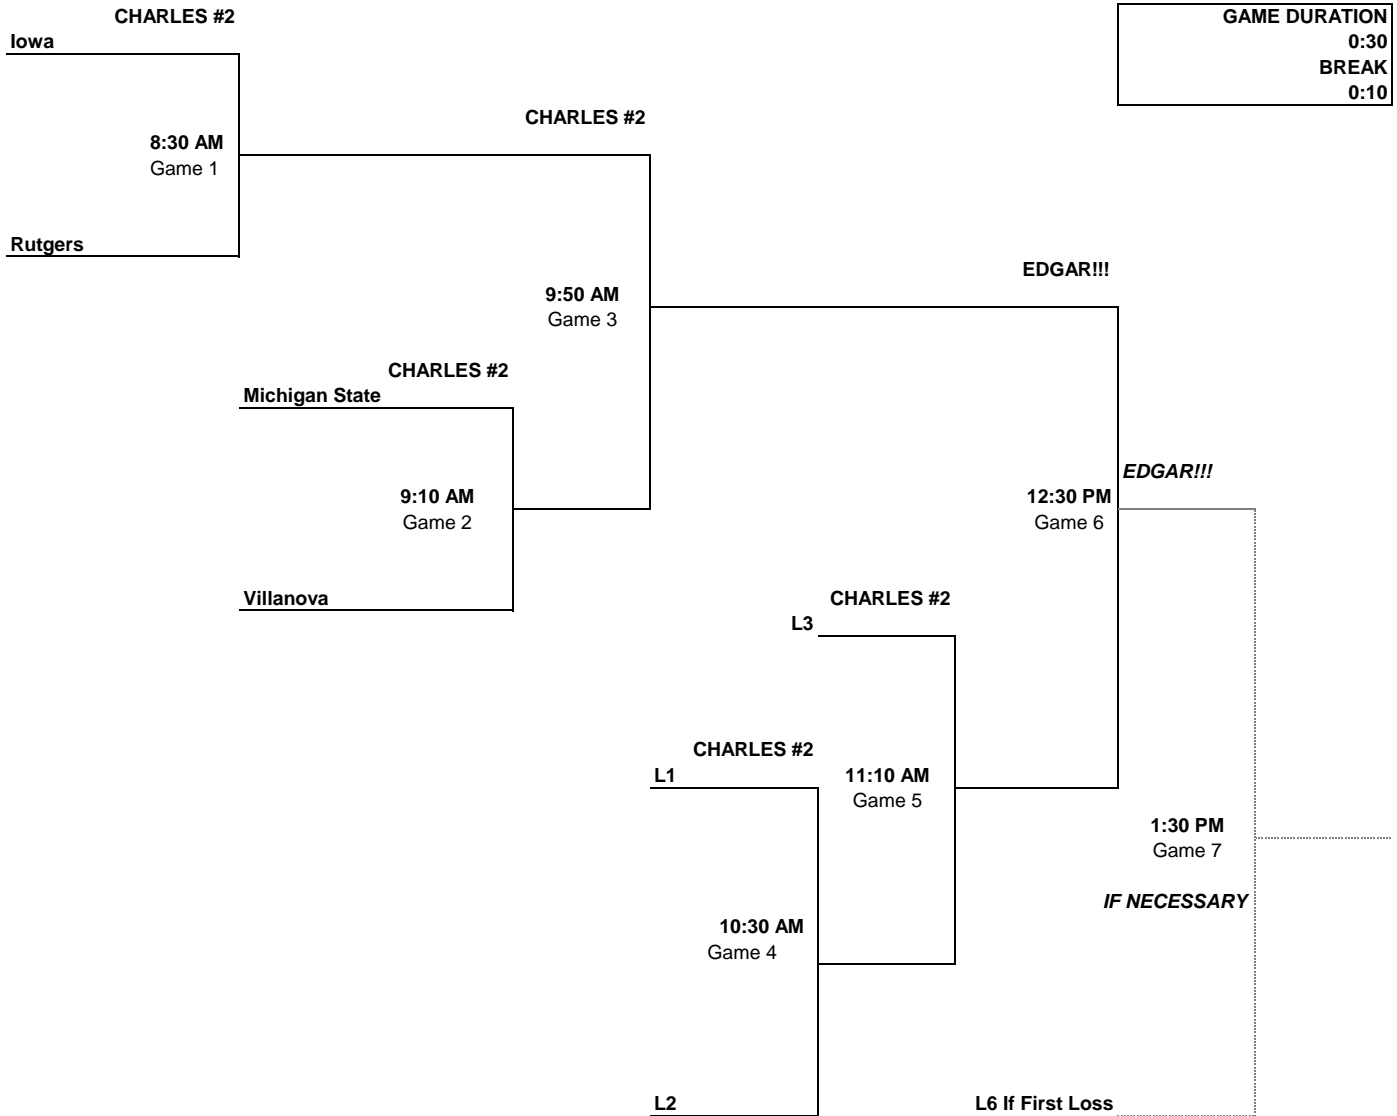 CHARLES #2
GAME DURATION
Iowa
0:30
BREAK
0:10
CHARLES #2
8:30 AM
Game 1
Rutgers
EDGAR!!!
9:50 AM
Game 3
CHARLES #2
Michigan State
EDGAR!!!
9:10 AM
12:30 PM
Game 2
Game 6
Villanova
CHARLES #2
L3
CHARLES #2
L1
11:10 AM
Game 5
1:30 PM
Game 7
IF NECESSARY
10:30 AM
Game 4
L2
L6 If First Loss